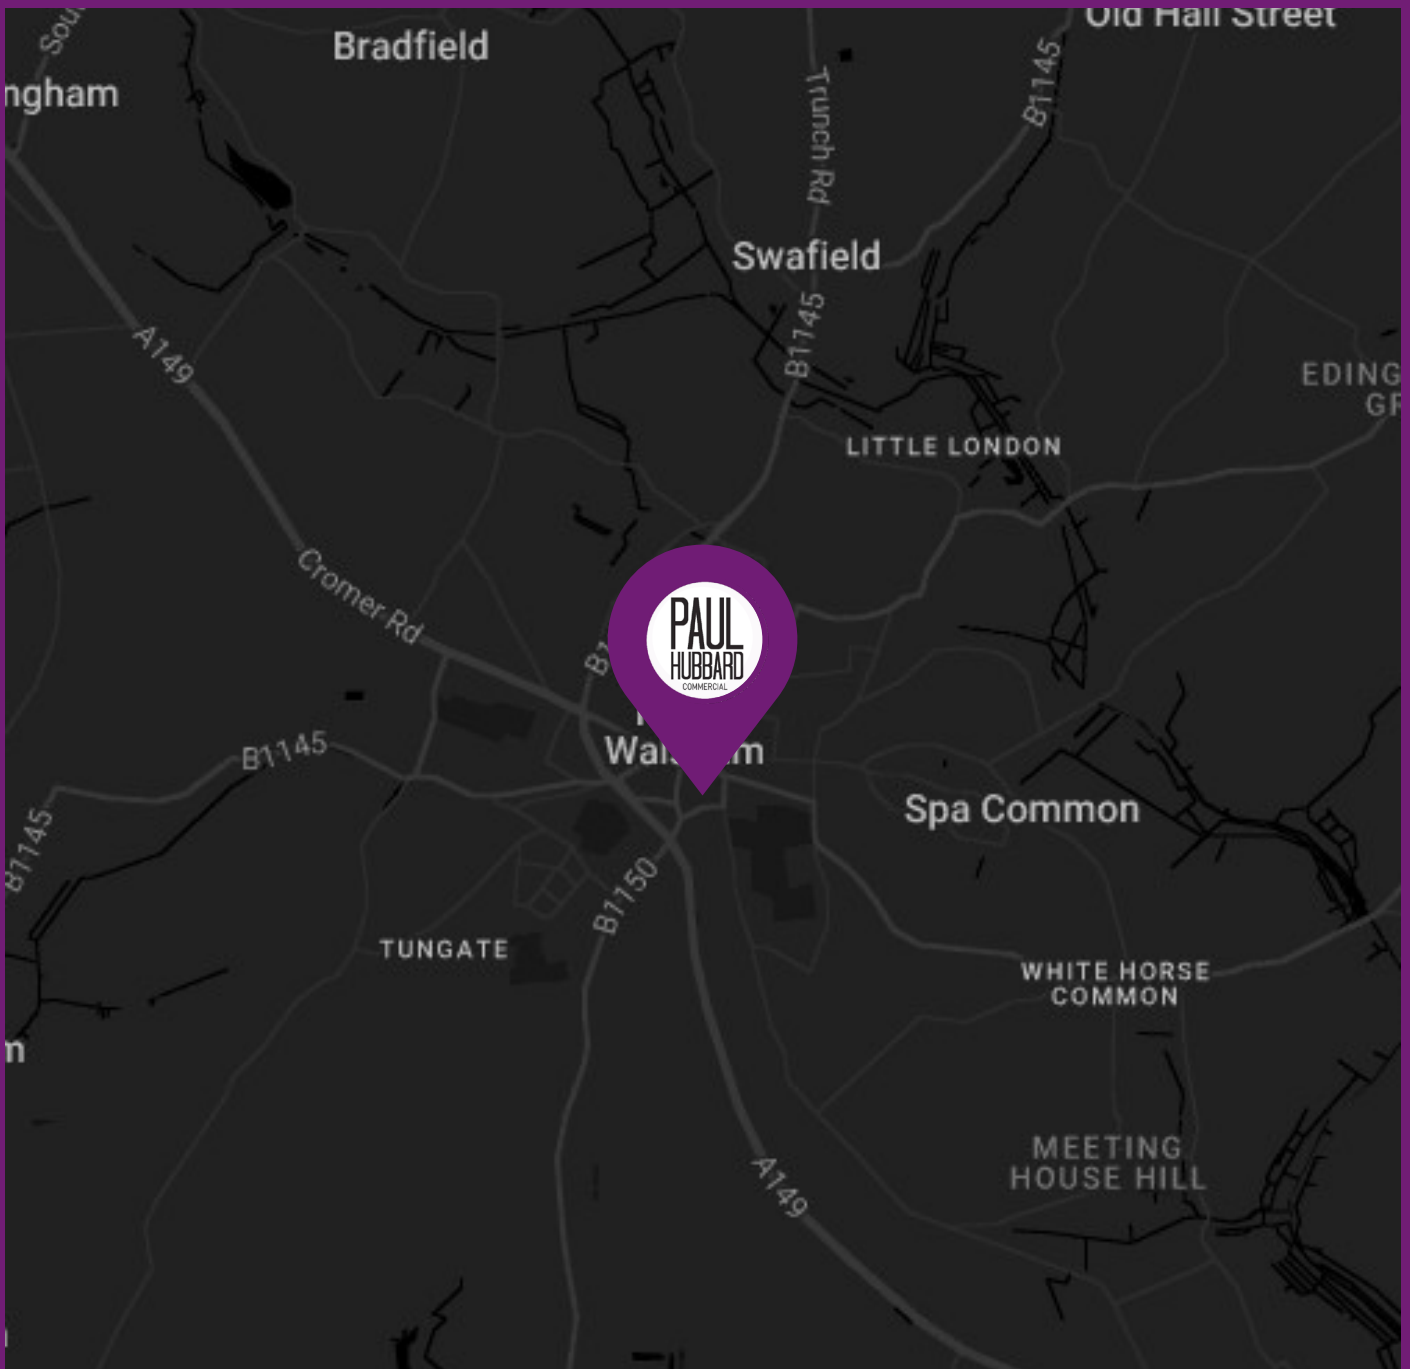 Old Hall Street
Bradfield
ngham
B1145
Trunch Rd
Swafield
B1145
A149
EDING
GR
LITTLE LONDON
Cromer Rd
PAUL
HUBBARD
COMMERCIAL
B1145
Spa Common
B1145
B1150
TUNGATE
WHITE HORSE
COMMON
m
MEETING
HOUSE HILL
A149